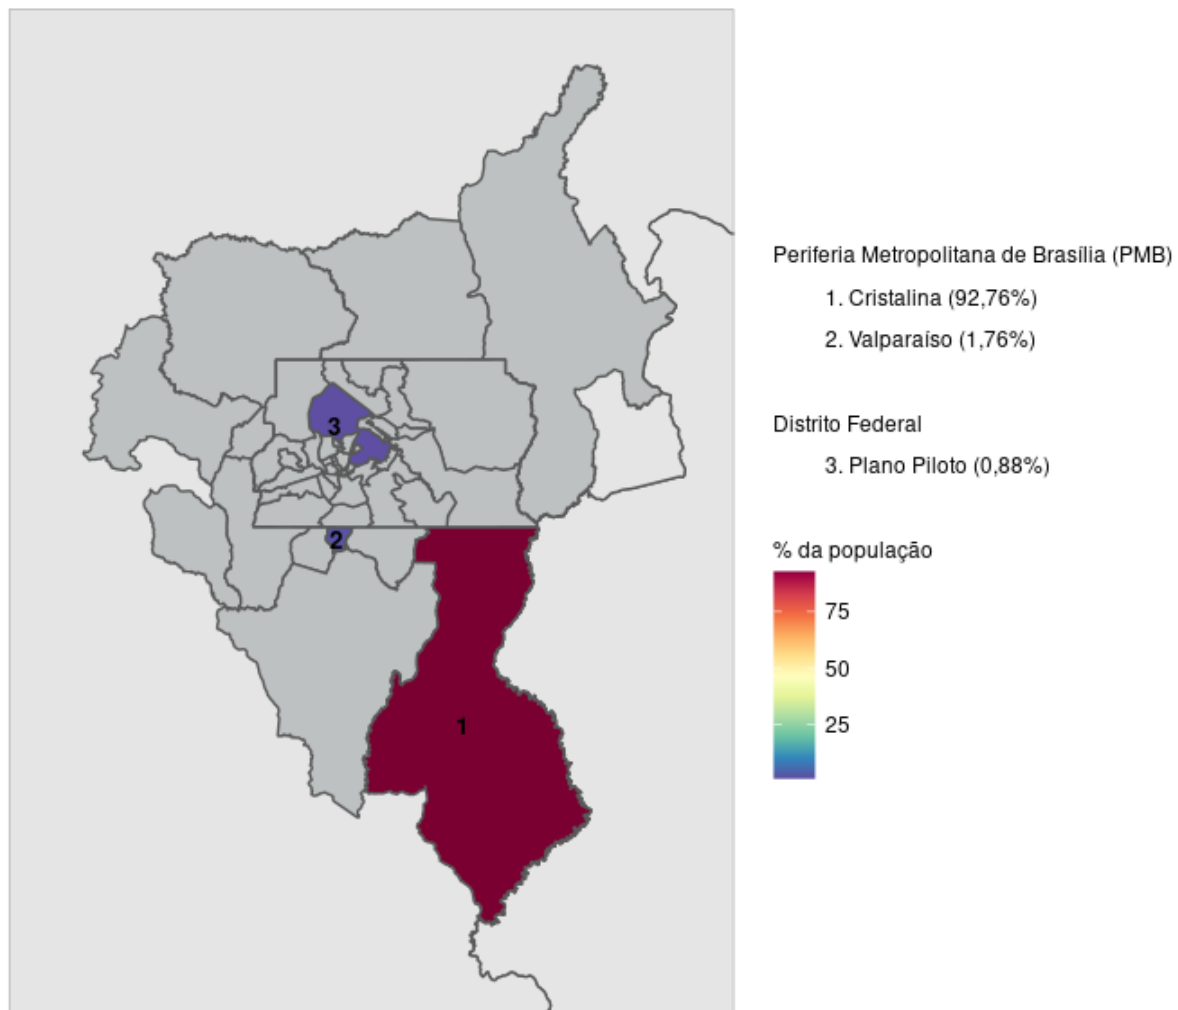 Periferia Metropolitana de Brasília (PMB)
1. Cristalina (92,76%)
2. Valparaíso (1,76%)
Distrito Federal
3. Plano Piloto (0,88%)
% da população
75
50
25
3
2
1